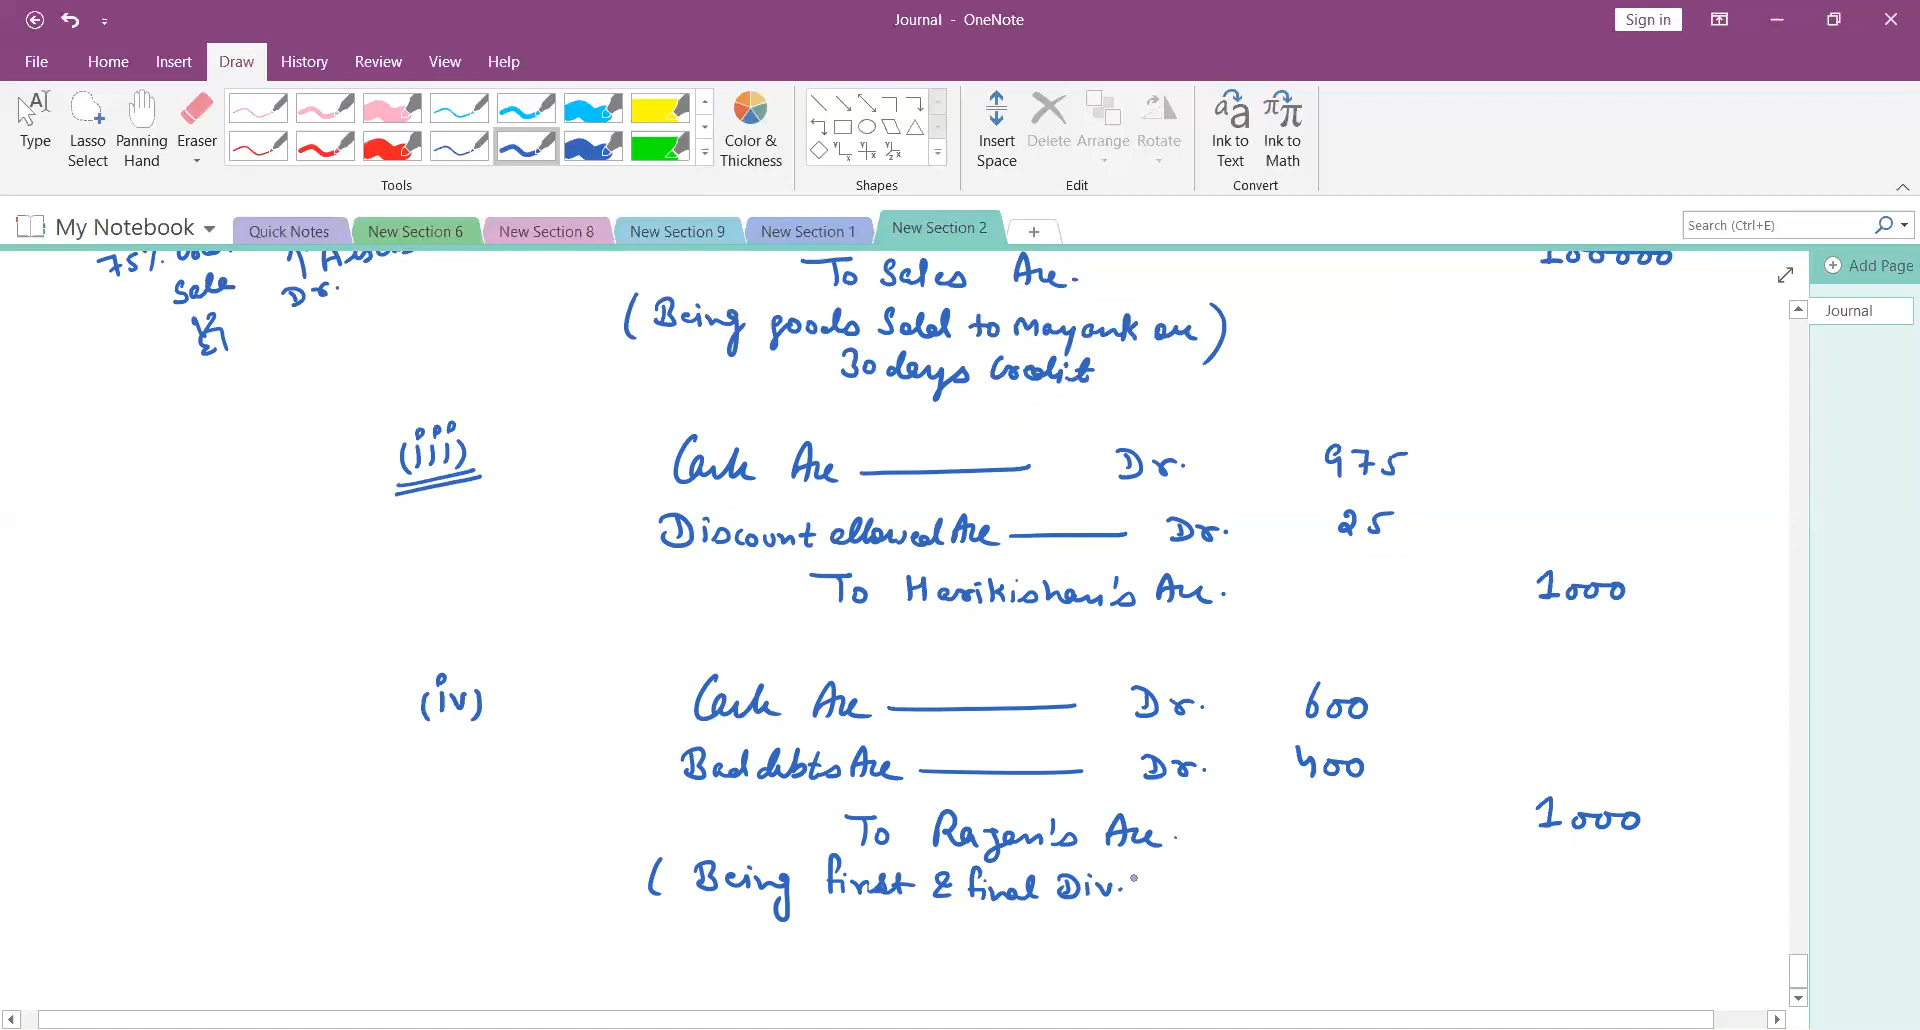 Journal - OneNote
Sign in
File Home Insert Draw History Review View Help
Type
Lasso Select
Panning Hand
Eraser
Color & Thickness
Insert Space
Delete
Arrange
Rotate
Ink to Text
Ink to Math
Tools
Shapes
Edit
Convert
My Notebook
Quick Notes
New Section 6
New Section 8
New Section 9
New Section 1
New Section 2
Search (Ctrl+E)
Add Page
Journal
75%.
Sale Dr.
To Sales A/c. 100000
(Being goods Sold to Mayank on)
30 days Credit
(iii) Cash A/c Dr. 975
Discount allowed A/c Dr. 25
To Harikishan's A/c. 1000
(iv) Cash A/c Dr. 600
Bad debts A/c Dr. 400
To Rajan's A/c. 1000
(Being first & final Div.